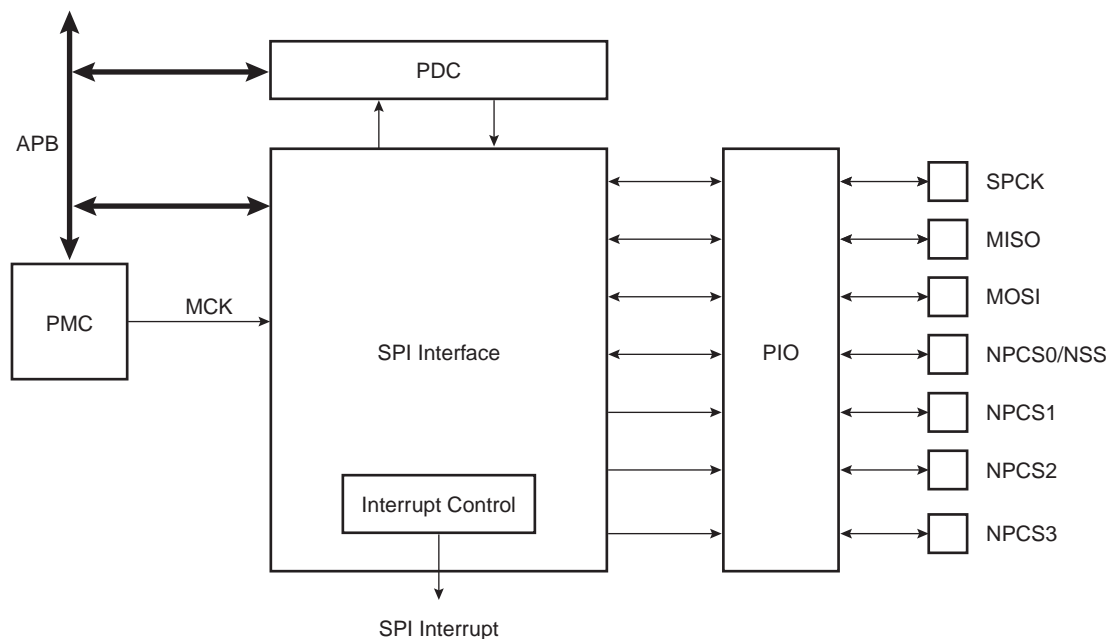 PDC
APB
SPCK
MISO
MOSI
MCK
PMC
SPI Interface
PIO
NPCS0/NSS
NPCS1
NPCS2
Interrupt Control
NPCS3
SPI Interrupt